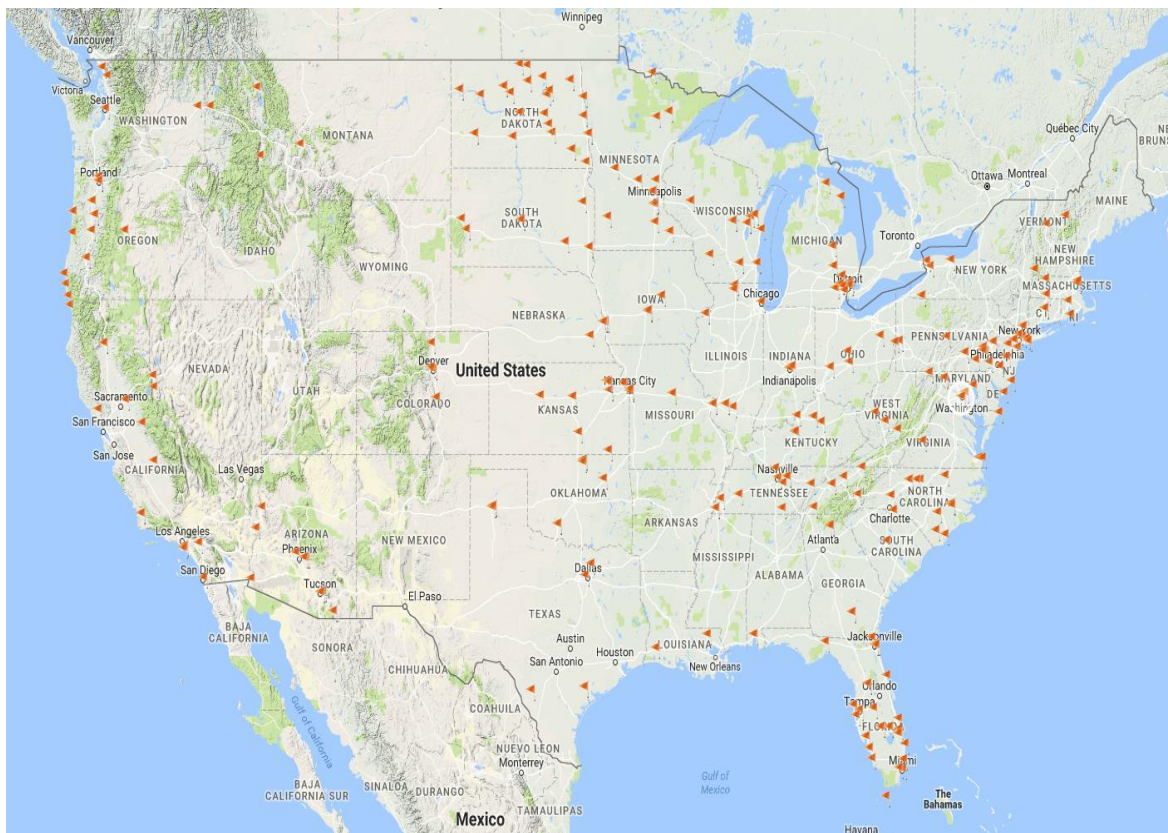 Winnipeg
Vancouver
Victoria
Seattle
WASHINGTON
NORTH
DAKOTA
MONTANA
Québec City
NE
BRUNS
MINNESOTA
Ottawa
Montreal
Portland
Minneapolis
MAINE
WISCONSIN
SOUTH
DAKOTA
VERMONT
OREGON
MICHIGAN
Toronto
IDAHO
NEW
HAMPSHIRE
WYOMING
NEW YORK
Detroit
MASSACHUSETTS
Chicago
IOWA
CT
RI
NEBRASKA
PENNSYLVANIA
New York
NEVADA
ILLINOIS
INDIANA
OHIO
Philadelphia
Denver
United States
NJ
UTAH
Indianapolis
MARYLAND
Kansas City
DE
Sacramento
COLORADO
KANSAS
MISSOURI
WEST
VIRGINIA
Washington
San Francisco
KENTUCKY
VIRGINIA
San Jose
CALIFORNIA
Las Vegas
Nashville
OKLAHOMA
TENNESSEE
NORTH
CAROLINA
Charlotte
Los Angeles
ARIZONA
NEW MEXICO
ARKANSAS
Atlanta
SOUTH
CAROLINA
Phoenix
MISSISSIPPI
San Diego
Dallas
ALABAMA
GEORGIA
Tucson
El Paso
TEXAS
BAJA
CALIFORNIA
SONORA
Austin
LOUISIANA
Jacksonville
CHIHUAHUA
San Antonio
Houston
New Orleans
Gulf of California
COAHUILA
Orlando
Tampa
FLORIDA
NUEVO LEON
Monterrey
Miami
Gulf of
Mexico
BAJA
CALIFORNIA SUR
SINALOA
DURANGO
The
Bahamas
TAMAULIPAS
Mexico
Havana